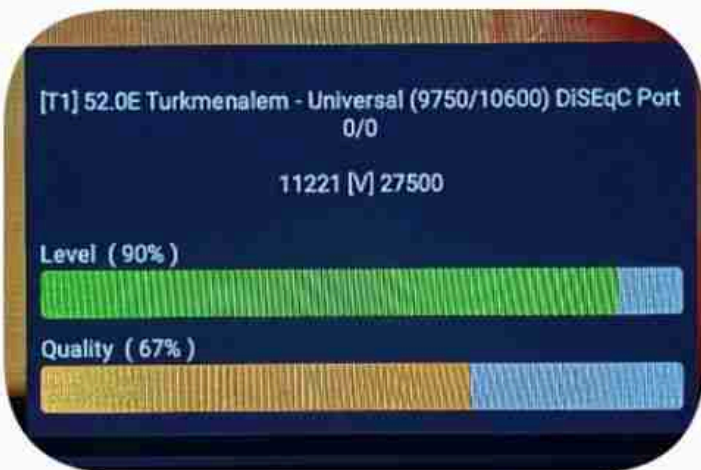 [T1] 52.0E Turkmenalem - Universal (9750/10600) DiSEqC Port
0/0
11221 [V] 27500
Level ( 90% )
Quality ( 67% )